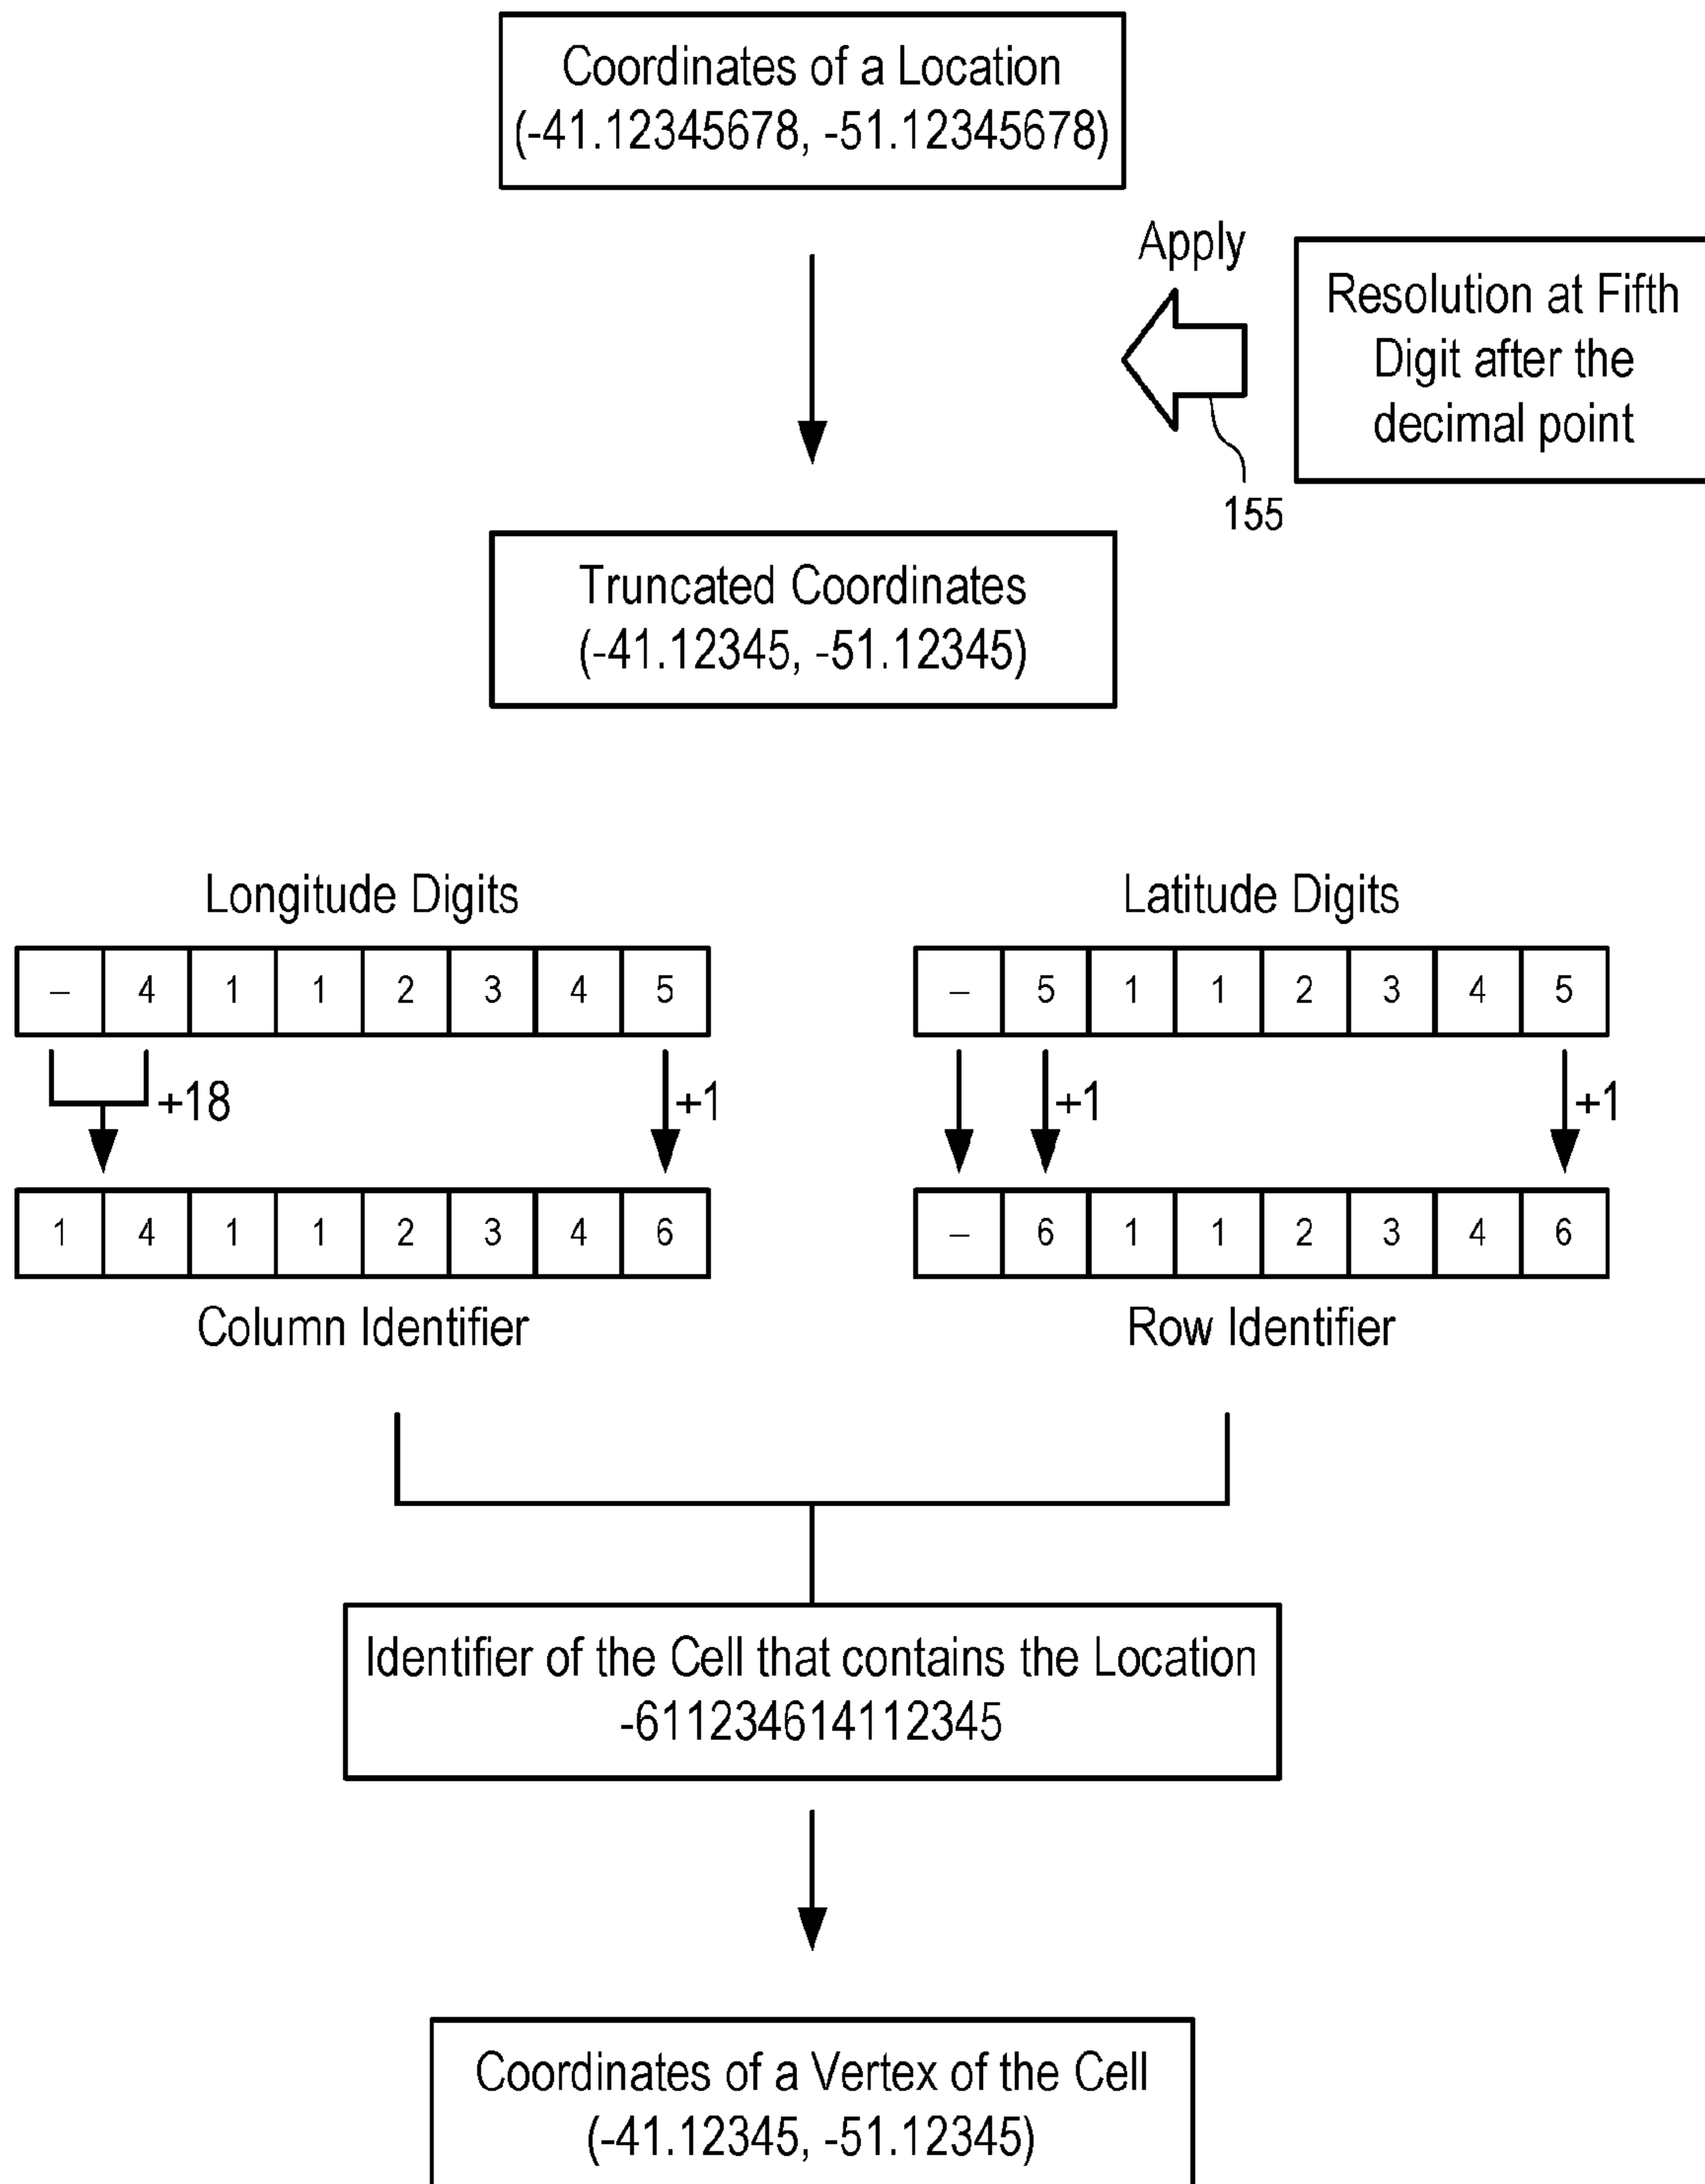 Coordinates of a Location
(-41.12345678, -51.12345678)
Apply
Resolution at Fifth
Digit after the
decimal point
155
Truncated Coordinates
(-41.12345, -51.12345)
Longitude Digits
– 4 1 1 2 3 4 5
+18
+1
1 4 1 1 2 3 4 6
Column Identifier
Latitude Digits
– 5 1 1 2 3 4 5
+1
+1
– 6 1 1 2 3 4 6
Row Identifier
Identifier of the Cell that contains the Location
-611234614112345
Coordinates of a Vertex of the Cell
(-41.12345, -51.12345)